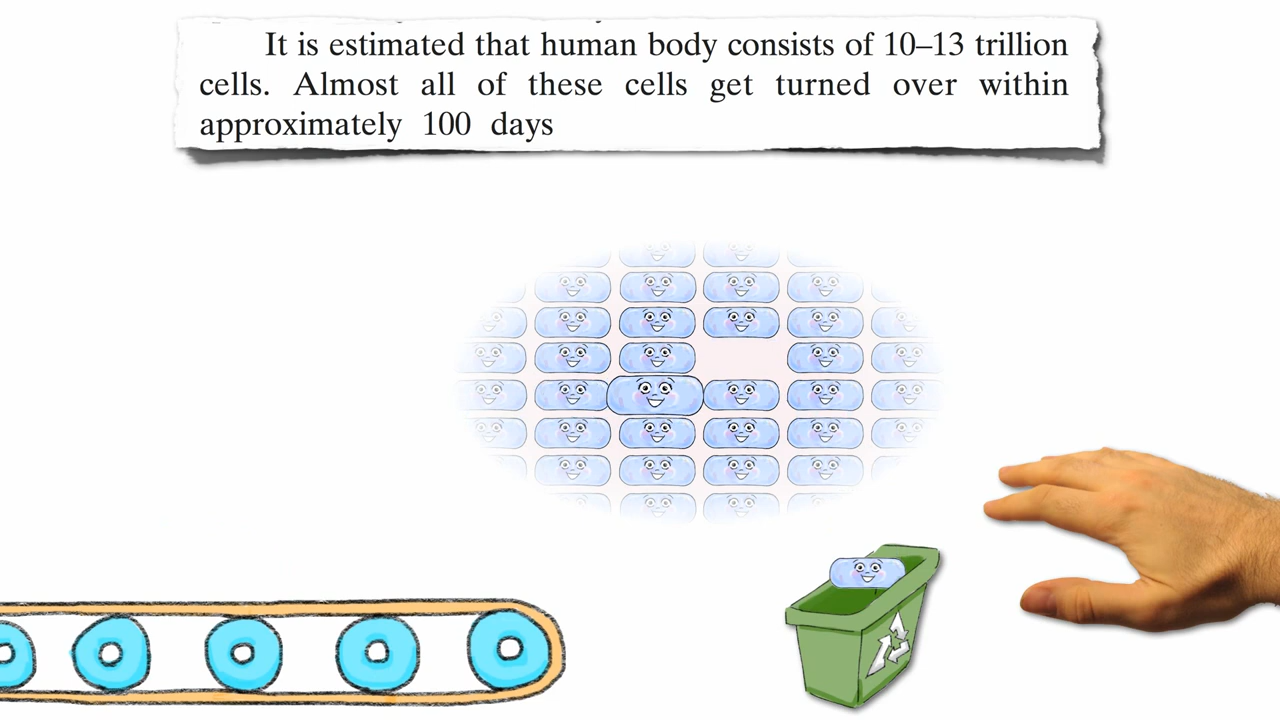 It is estimated that human body consists of 10–13 trillion
cells. Almost all of these cells get turned over within
approximately 100 days